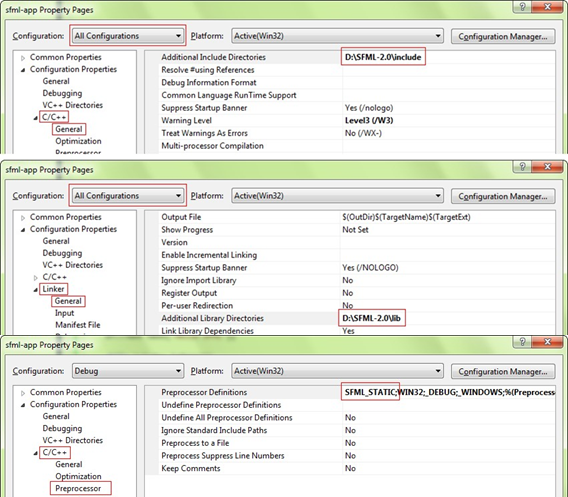 sfml-app Property Pages
Configuration: All Configurations Platform: Active(Win32) Configuration Manager...
Common Properties
Configuration Properties
General
Debugging
VC++ Directories
C/C++
General
Optimization
Preprocessor
Additional Include Directories D:\SFML-2.0\include
Resolve #using References
Debug Information Format
Common Language RunTime Support
Suppress Startup Banner Yes (/nologo)
Warning Level Level3 (/W3)
Treat Warnings As Errors No (/WX-)
Multi-processor Compilation
sfml-app Property Pages
Configuration: All Configurations Platform: Active(Win32) Configuration Manager...
Common Properties
Configuration Properties
General
Debugging
VC++ Directories
C/C++
Linker
General
Input
Manifest File
Output File $(OutDir)$(TargetName)$(TargetExt)
Show Progress Not Set
Version
Enable Incremental Linking
Suppress Startup Banner Yes (/NOLOGO)
Ignore Import Library No
Register Output No
Per-user Redirection No
Additional Library Directories D:\SFML-2.0\lib
Link Library Dependencies Yes
sfml-app Property Pages
Configuration: Debug Platform: Active(Win32) Configuration Manager...
Common Properties
Configuration Properties
General
Debugging
VC++ Directories
C/C++
General
Optimization
Preprocessor
Preprocessor Definitions SFML_STATIC;WIN32;_DEBUG;_WINDOWS;%(Preproces
Undefine Preprocessor Definitions
Undefine All Preprocessor Definitions No
Ignore Standard Include Paths No
Preprocess to a File No
Preprocess Suppress Line Numbers No
Keep Comments No